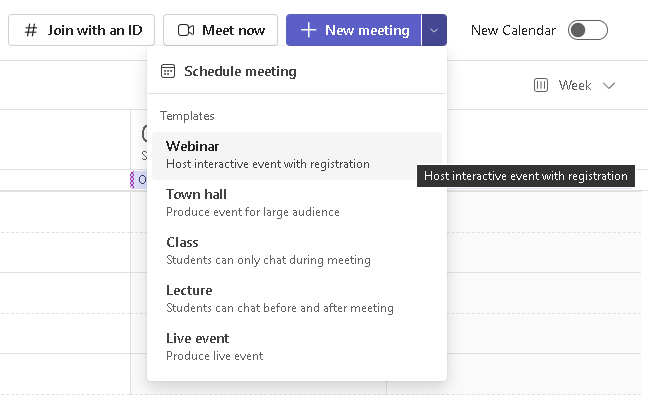 # Join with an ID
Meet now
New meeting
New Calendar
Schedule meeting
Week
Templates
Webinar
Host interactive event with registration
Host interactive event with registration
Town hall
Produce event for large audience
Class
Students can only chat during meeting
Lecture
Students can chat before and after meeting
Live event
Produce live event